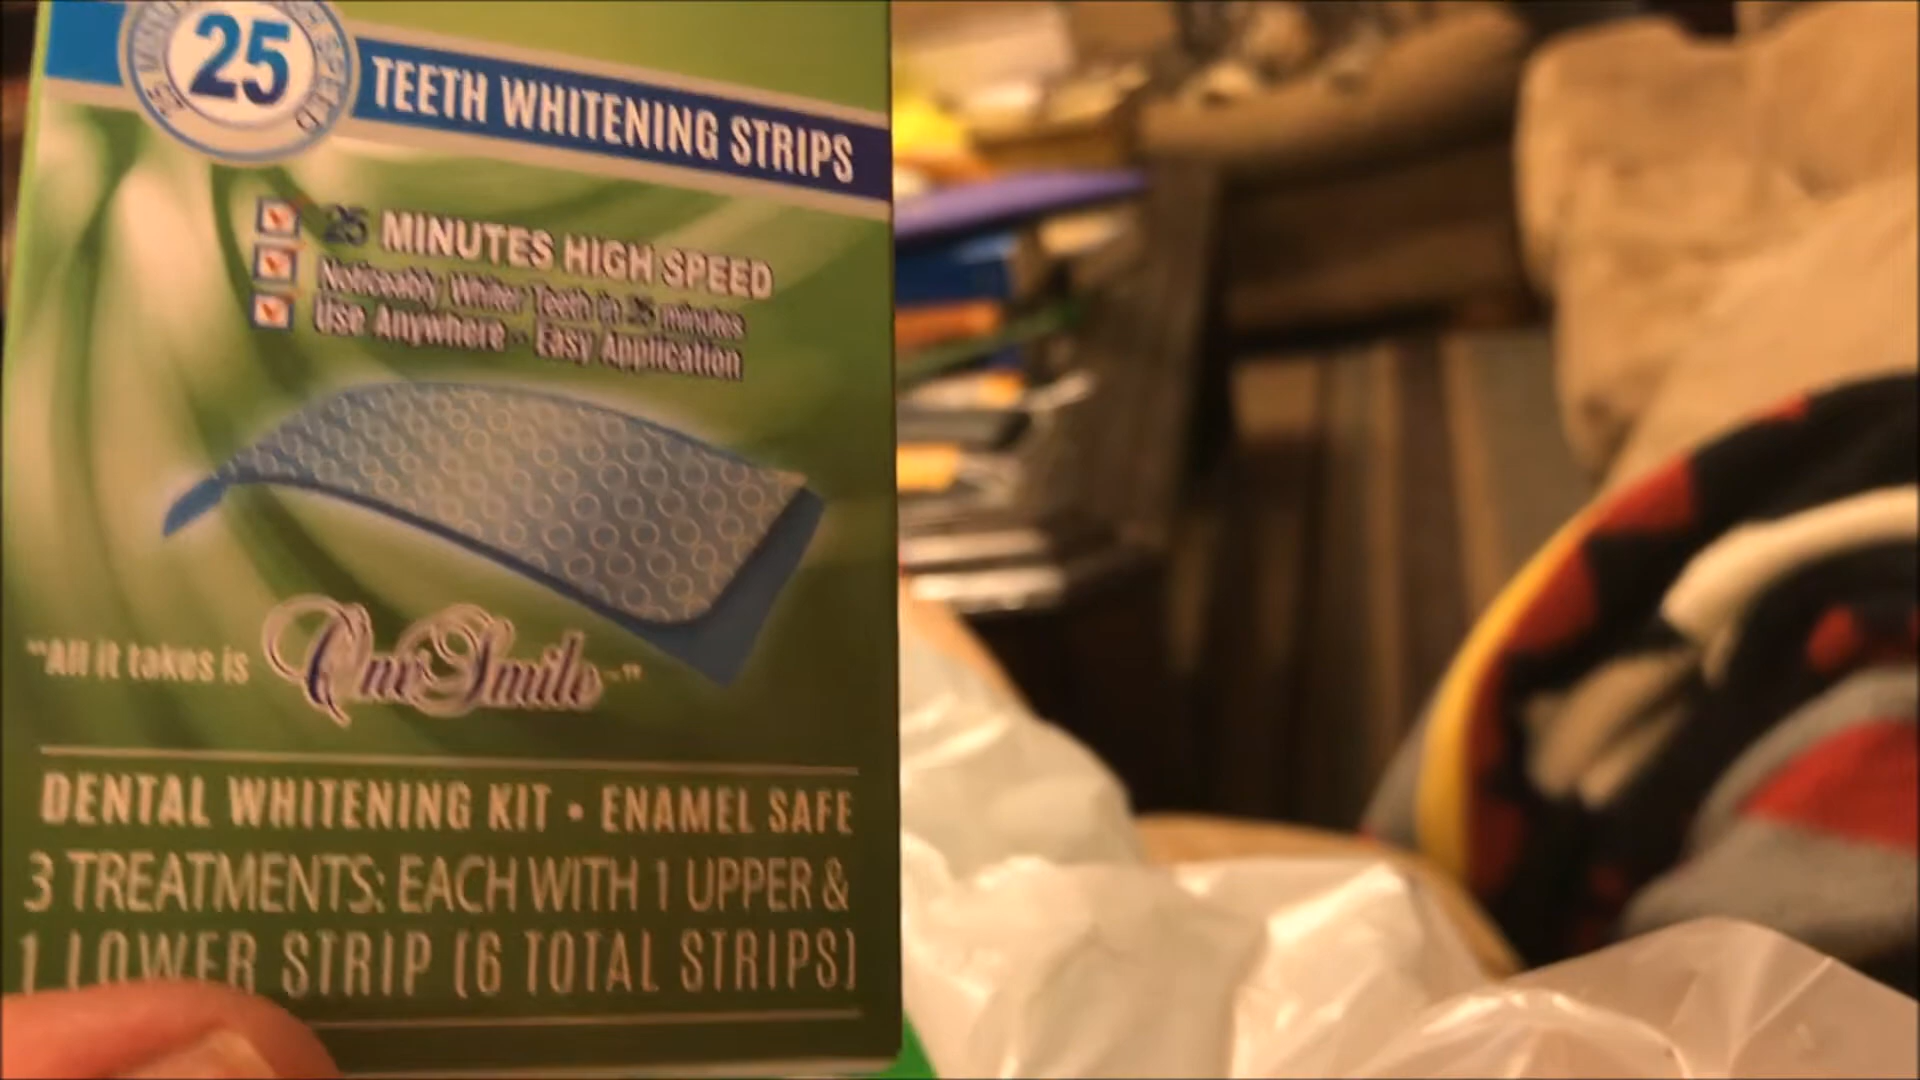 25
TEETH WHITENING STRIPS
25 MINUTES HIGH SPEED
Noticeably Whiter Teeth in 25 minutes
Use Anywhere - Easy Application
"All it takes is OneSmile"
DENTAL WHITENING KIT • ENAMEL SAFE
3 TREATMENTS: EACH WITH 1 UPPER &
1 LOWER STRIP (6 TOTAL STRIPS)